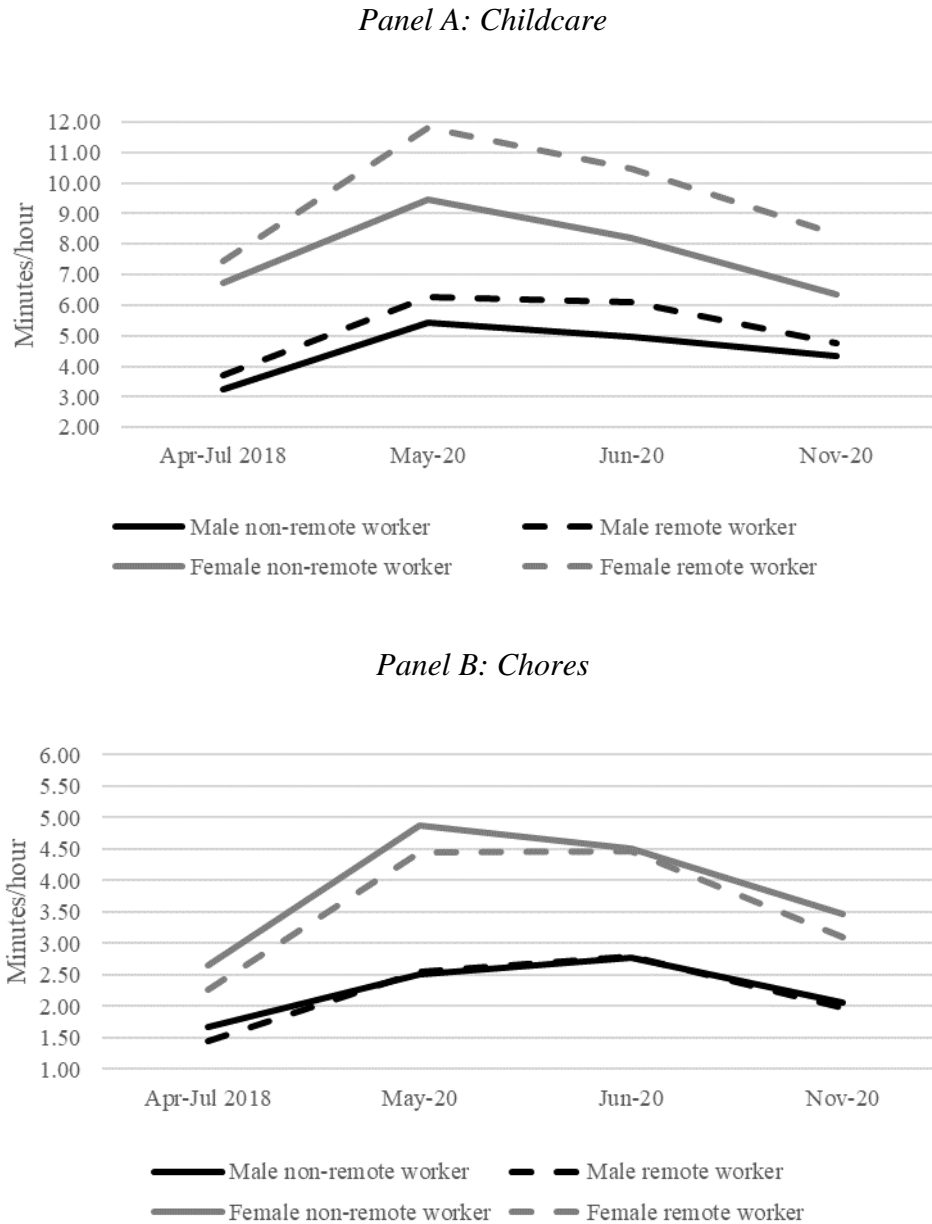 Panel A: Childcare
12.00
11.00
10.00
9.00
8.00
7.00
6.00
5.00
4.00
3.00
2.00
Minutes/hour
Apr-Jul 2018 May-20 Jun-20 Nov-20
Male non-remote worker Male remote worker
Female non-remote worker Female remote worker
Panel B: Chores
6.00
5.50
5.00
4.50
4.00
3.50
3.00
2.50
2.00
1.50
1.00
Minutes/hour
Apr-Jul 2018 May-20 Jun-20 Nov-20
Male non-remote worker Male remote worker
Female non-remote worker Female remote worker